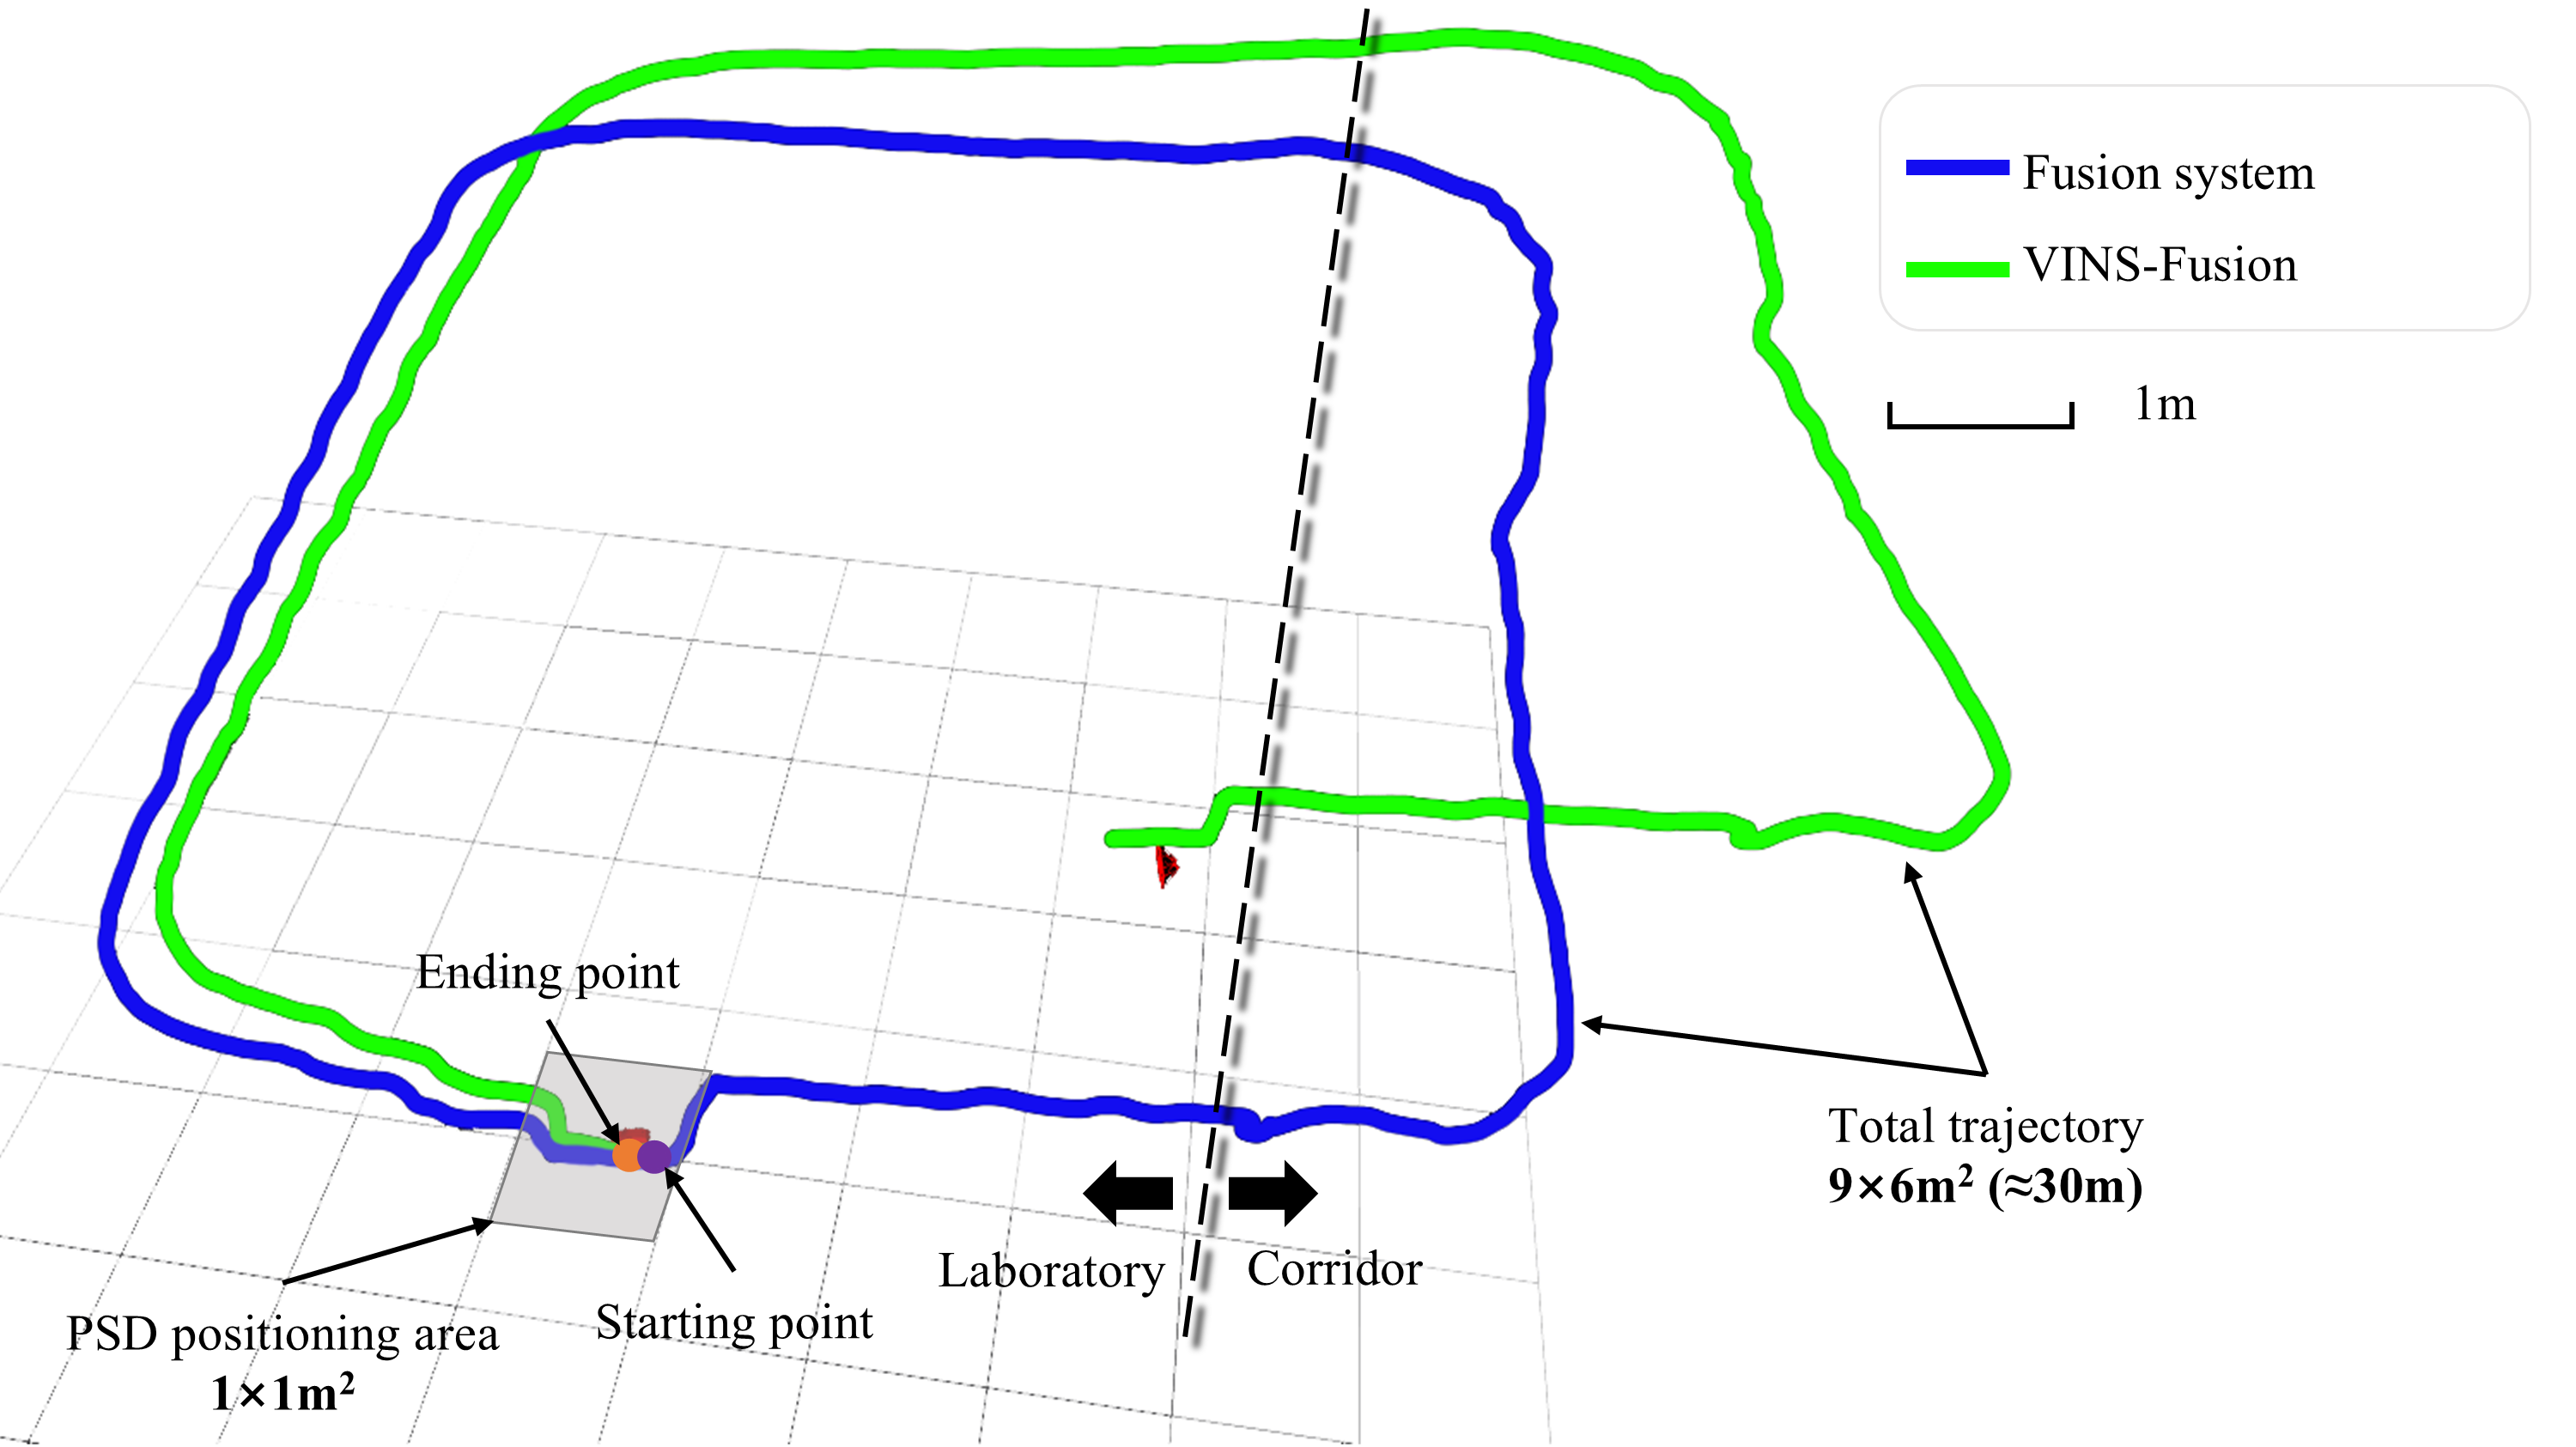 Fusion system
VINS-Fusion
1m
Ending point
Total trajectory
9×6m² (≈30m)
Laboratory
Corridor
PSD positioning area
1×1m²
Starting point